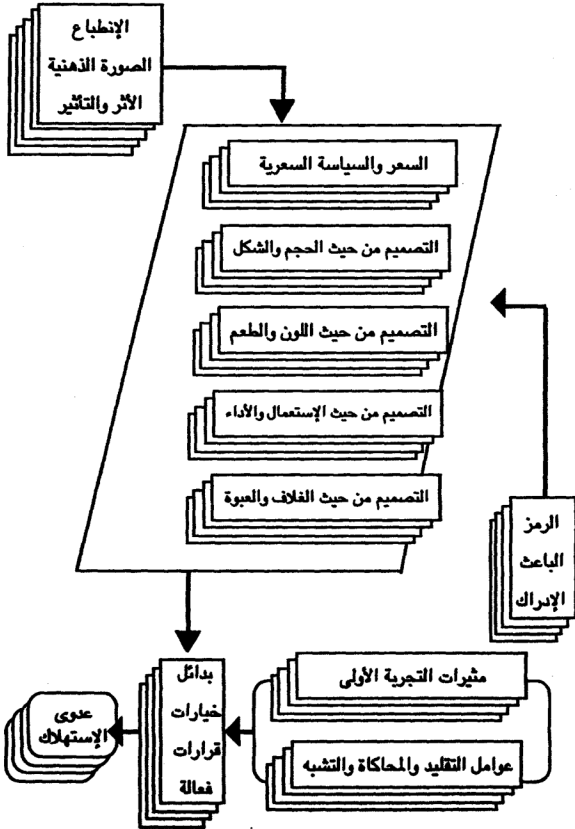 الإنطباع
الصورة الذهنية
الأثر والتأثير
السعر والسياسة السعرية
التصميم من حيث الحجم والشكل
التصميم من حيث اللون والطعم
التصميم من حيث الإستعمال والأداء
التصميم من حيث الغلاف والعبوة
الرمز
الباعث
الإدراك
مثيرات التجربة الأولى
عوامل التقليد والمحاكاة والتشبه
بدائل
خيارات
قرارات
فعالة
عدوى
الإستهلاك